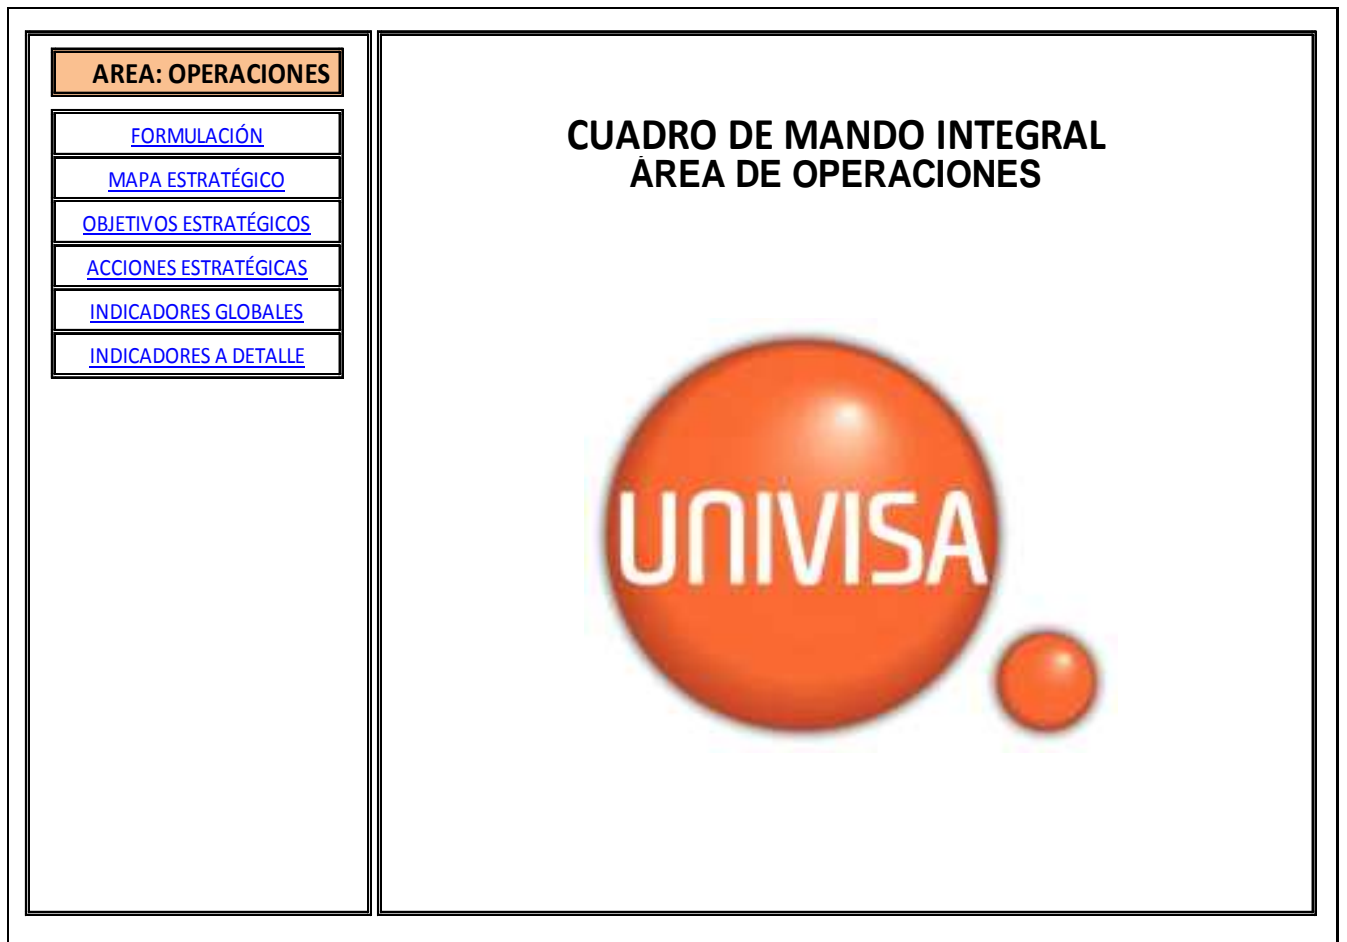 AREA: OPERACIONES
FORMULACIÓN
MAPA ESTRATÉGICO
OBJETIVOS ESTRATÉGICOS
ACCIONES ESTRATÉGICAS
INDICADORES GLOBALES
INDICADORES A DETALLE
CUADRO DE MANDO INTEGRAL
ÁREA DE OPERACIONES
UNIVISA